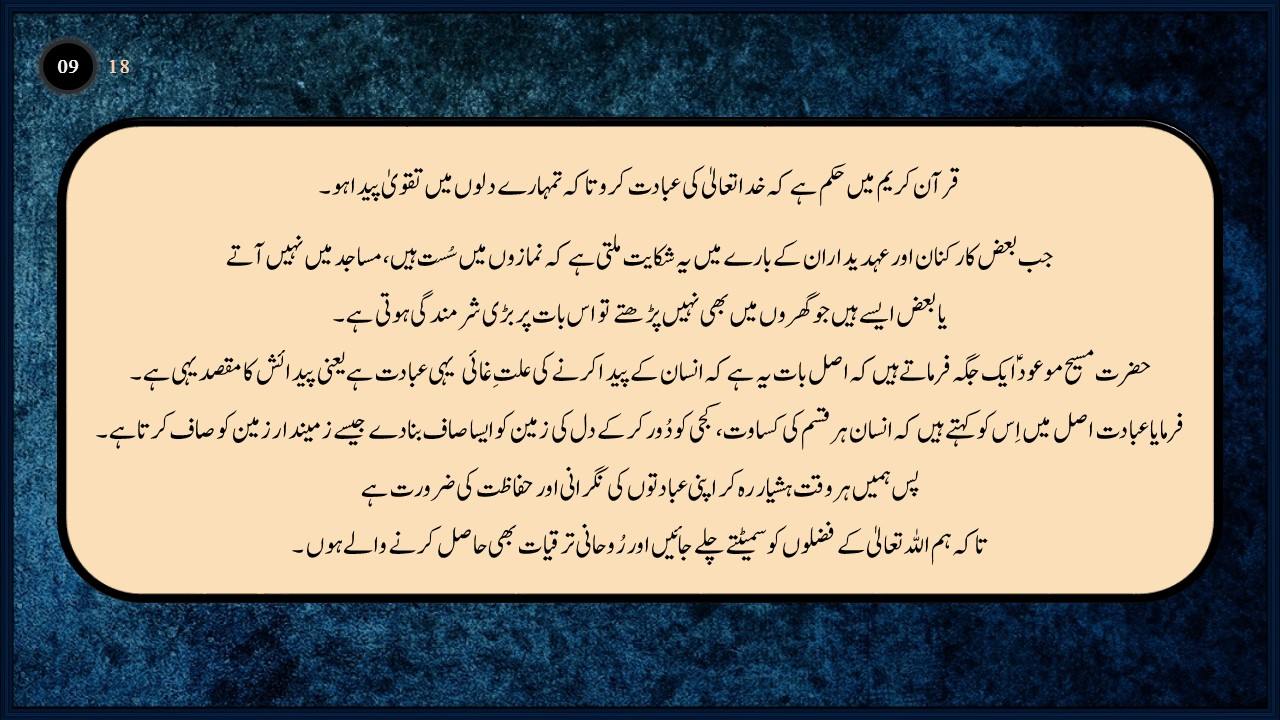 09 18
قرآن کریم میں حکم ہے کہ خداتعالیٰ کی عبادت کرو تاکہ تمہارے دلوں میں تقویٰ پیدا ہو۔
جب بعض کارکنان اور عہدیداران کے بارے میں یہ شکایت ملتی ہے کہ نمازوں میں سُست ہیں، مساجد میں نہیں آتے
یا بعض ایسے ہیں جو گھروں میں بھی نہیں پڑھتے تو اس بات پر بڑی شرمندگی ہوتی ہے۔
حضرت مسیح موعودؑ ایک جگہ فرماتے ہیں کہ اصل بات یہ ہے کہ انسان کے پیدا کرنے کی علتِ غائی یہی عبادت ہے یعنی پیدائش کا مقصد یہی ہے۔
فرمایا عبادت اصل میں اِس کو کہتے ہیں کہ انسان ہر قسم کی کساوت، کجی کو دُور کر کے دل کی زمین کو ایسا صاف بنا دے جیسے زمیندار زمین کو صاف کرتا ہے۔
پس ہمیں ہر وقت ہشیار رہ کر اپنی عبادتوں کی نگرانی اور حفاظت کی ضرورت ہے
تاکہ ہم اللہ تعالیٰ کے فضلوں کو سمیٹتے چلے جائیں اور رُوحانی ترقیات بھی حاصل کرنے والے ہوں۔